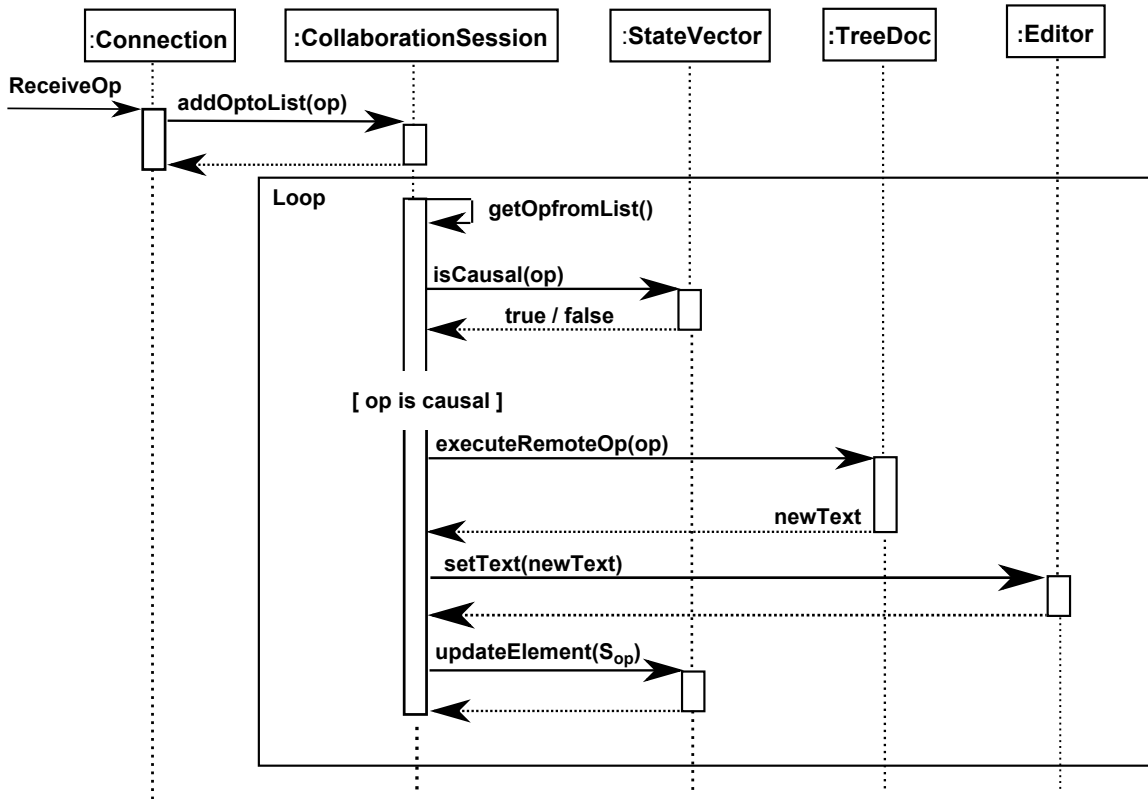 :Connection
:CollaborationSession
:StateVector
:TreeDoc
:Editor
ReceiveOp
addOptoList(op)
Loop
getOpfromList()
isCausal(op)
true / false
[ op is causal ]
executeRemoteOp(op)
newText
setText(newText)
updateElement(Sop)